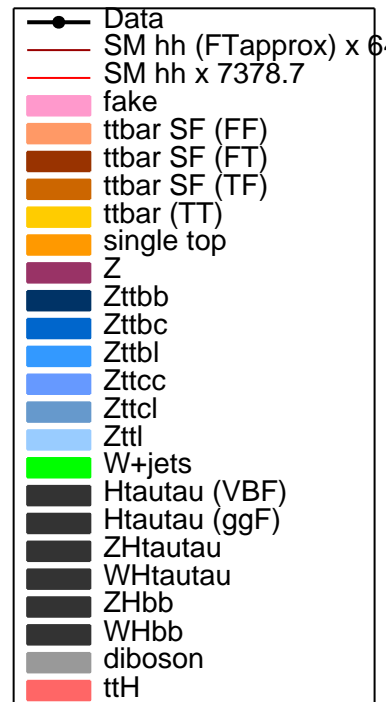 Data
SM hh (FTapprox) x 64
SM hh x 7378.7
fake
ttbar SF (FF)
ttbar SF (FT)
ttbar SF (TF)
ttbar (TT)
single top
Z
Zttbb
Zttbc
Zttbl
Zttcc
Zttcl
Zttl
W+jets
Htautau (VBF)
Htautau (ggF)
ZHtautau
WHtautau
ZHbb
WHbb
diboson
ttH